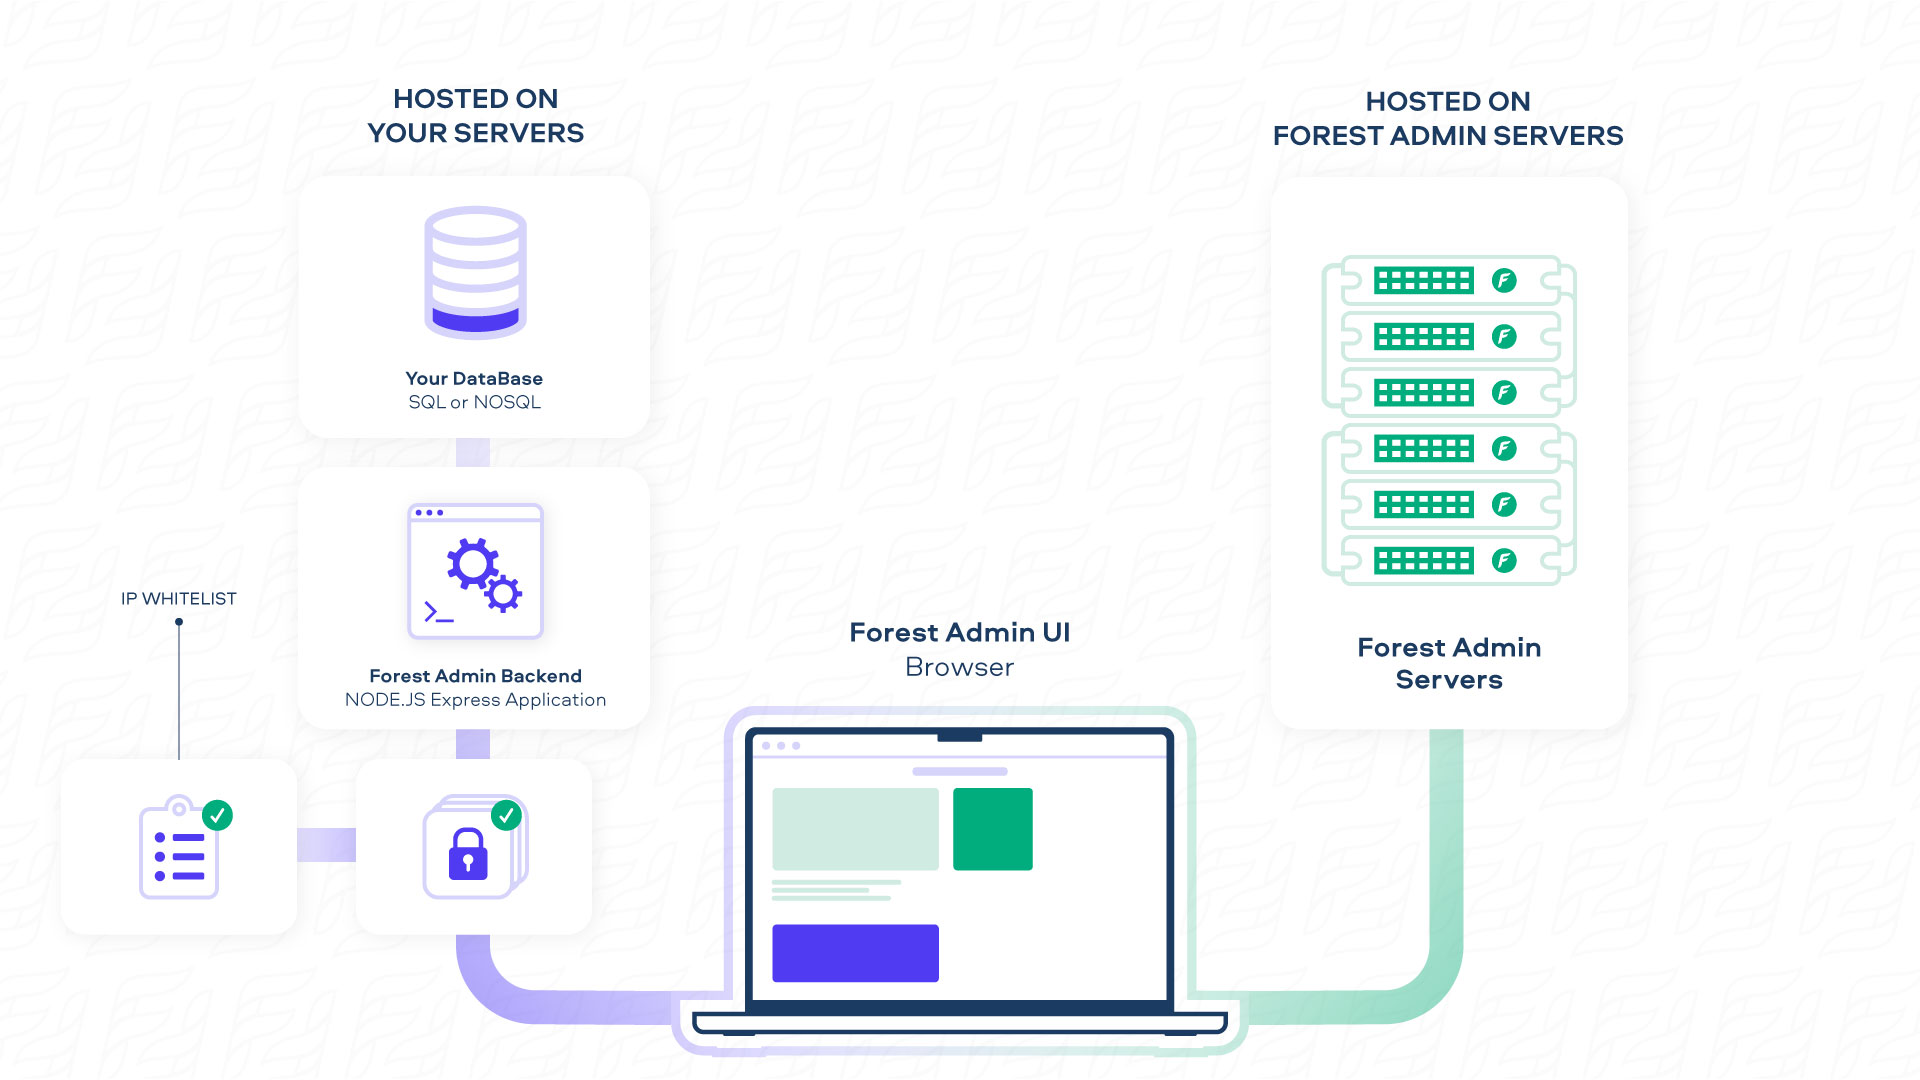 HOSTED ON
YOUR SERVERS
Your DataBase
SQL or NOSQL
Forest Admin Backend
NODE.JS Express Application
IP WHITELIST
Forest Admin UI
Browser
HOSTED ON
FOREST ADMIN SERVERS
Forest Admin
Servers